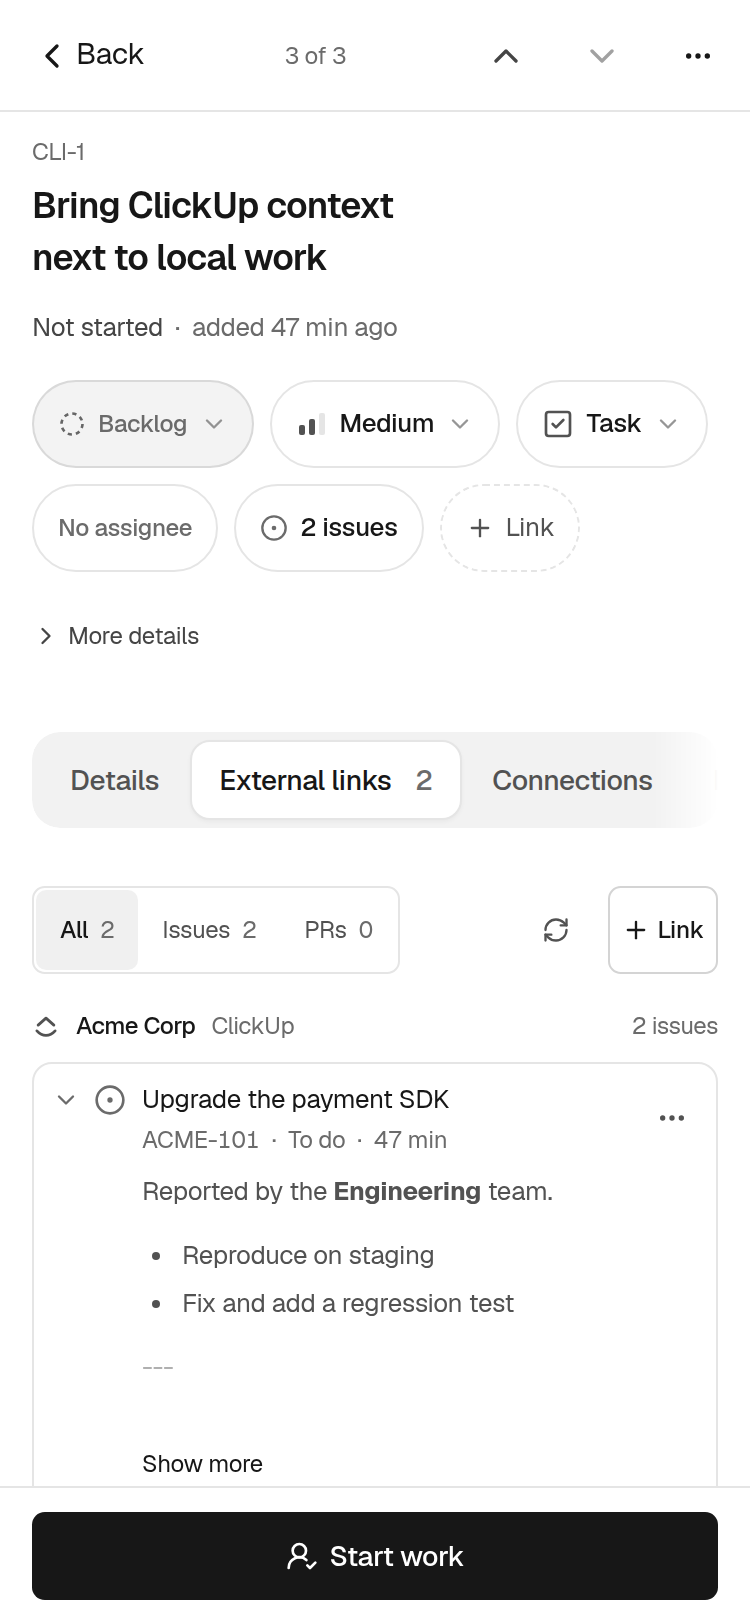 Back
3 of 3
CLI-1
Bring ClickUp context
next to local work
Not started · added 47 min ago
Backlog
Medium
Task
No assignee
2 issues
+ Link
More details
Details
External links 2
Connections
All 2
Issues 2
PRs 0
+ Link
Acme Corp ClickUp
2 issues
Upgrade the payment SDK
ACME-101 · To do · 47 min
Reported by the Engineering team.
• Reproduce on staging
• Fix and add a regression test
---
Show more
Start work